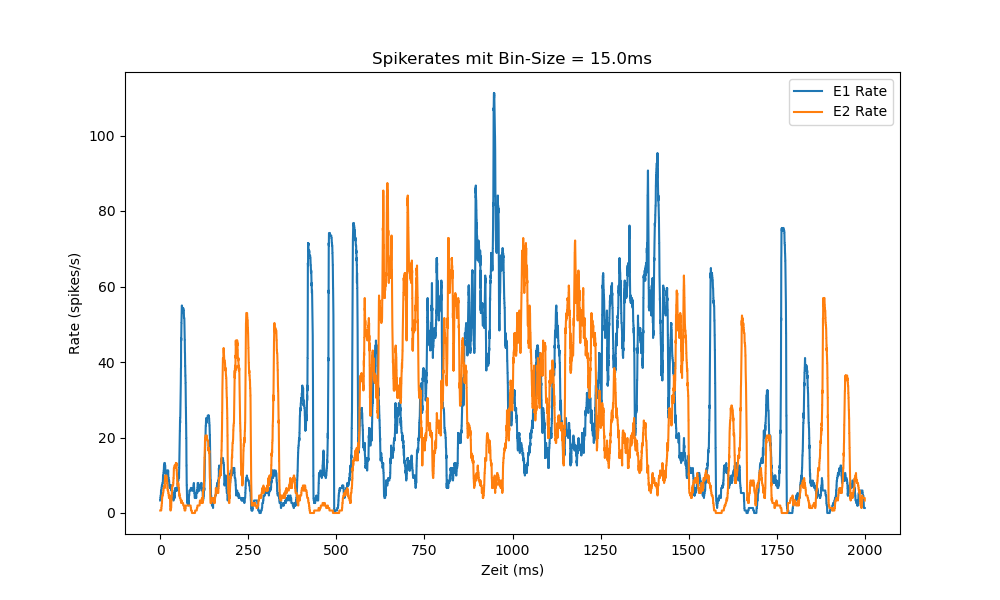 Spikerates mit Bin-Size = 15.0ms
E1 Rate
E2 Rate
100
80
60
40
20
0
Rate (spikes/s)
0 250 500 750 1000 1250 1500 1750 2000
Zeit (ms)